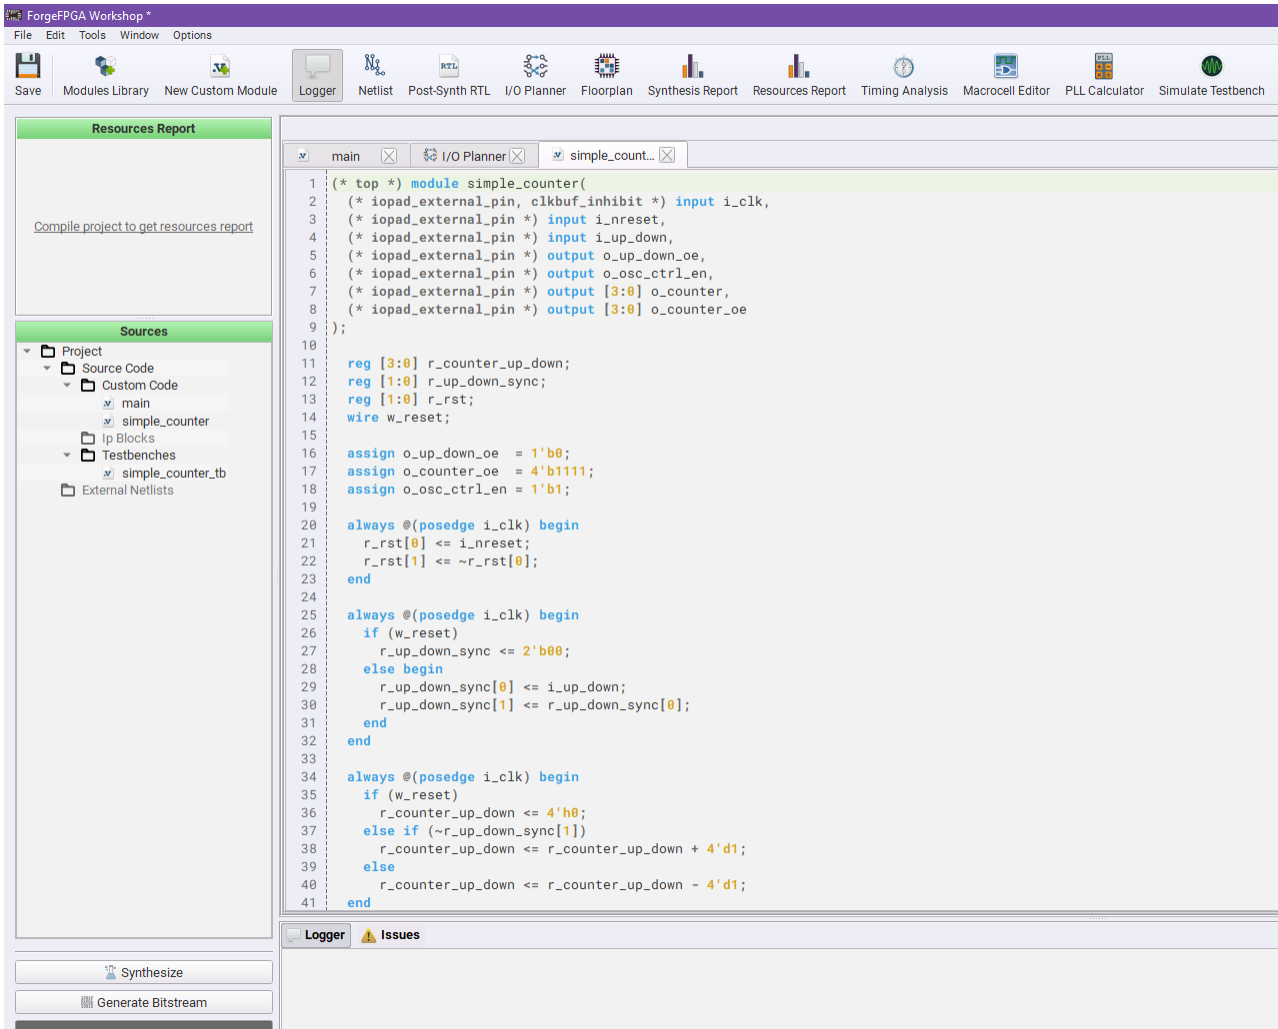 ForgeFPGA Workshop *
File Edit Tools Window Options
Save Modules Library New Custom Module Logger Netlist Post-Synth RTL I/O Planner Floorplan Synthesis Report Resources Report Timing Analysis Macrocell Editor PLL Calculator Simulate Testbench
Resources Report
Compile project to get resources report
Sources
Project
Source Code
Custom Code
main
simple_counter
Ip Blocks
Testbenches
simple_counter_tb
External Netlists
Synthesize
Generate Bitstream
main I/O Planner simple_count...
1 (* top *) module simple_counter(
2 (* iopad_external_pin, clkbuf_inhibit *) input i_clk,
3 (* iopad_external_pin *) input i_nreset,
4 (* iopad_external_pin *) input i_up_down,
5 (* iopad_external_pin *) output o_up_down_oe,
6 (* iopad_external_pin *) output o_osc_ctrl_en,
7 (* iopad_external_pin *) output [3:0] o_counter,
8 (* iopad_external_pin *) output [3:0] o_counter_oe
9 );
10
11 reg [3:0] r_counter_up_down;
12 reg [1:0] r_up_down_sync;
13 reg [1:0] r_rst;
14 wire w_reset;
15
16 assign o_up_down_oe = 1'b0;
17 assign o_counter_oe = 4'b1111;
18 assign o_osc_ctrl_en = 1'b1;
19
20 always @(posedge i_clk) begin
21 r_rst[0] <= i_nreset;
22 r_rst[1] <= ~r_rst[0];
23 end
24
25 always @(posedge i_clk) begin
26 if (w_reset)
27 r_up_down_sync <= 2'b00;
28 else begin
29 r_up_down_sync[0] <= i_up_down;
30 r_up_down_sync[1] <= r_up_down_sync[0];
31 end
32 end
33
34 always @(posedge i_clk) begin
35 if (w_reset)
36 r_counter_up_down <= 4'h0;
37 else if (~r_up_down_sync[1])
38 r_counter_up_down <= r_counter_up_down + 4'd1;
39 else
40 r_counter_up_down <= r_counter_up_down - 4'd1;
41 end
Logger Issues